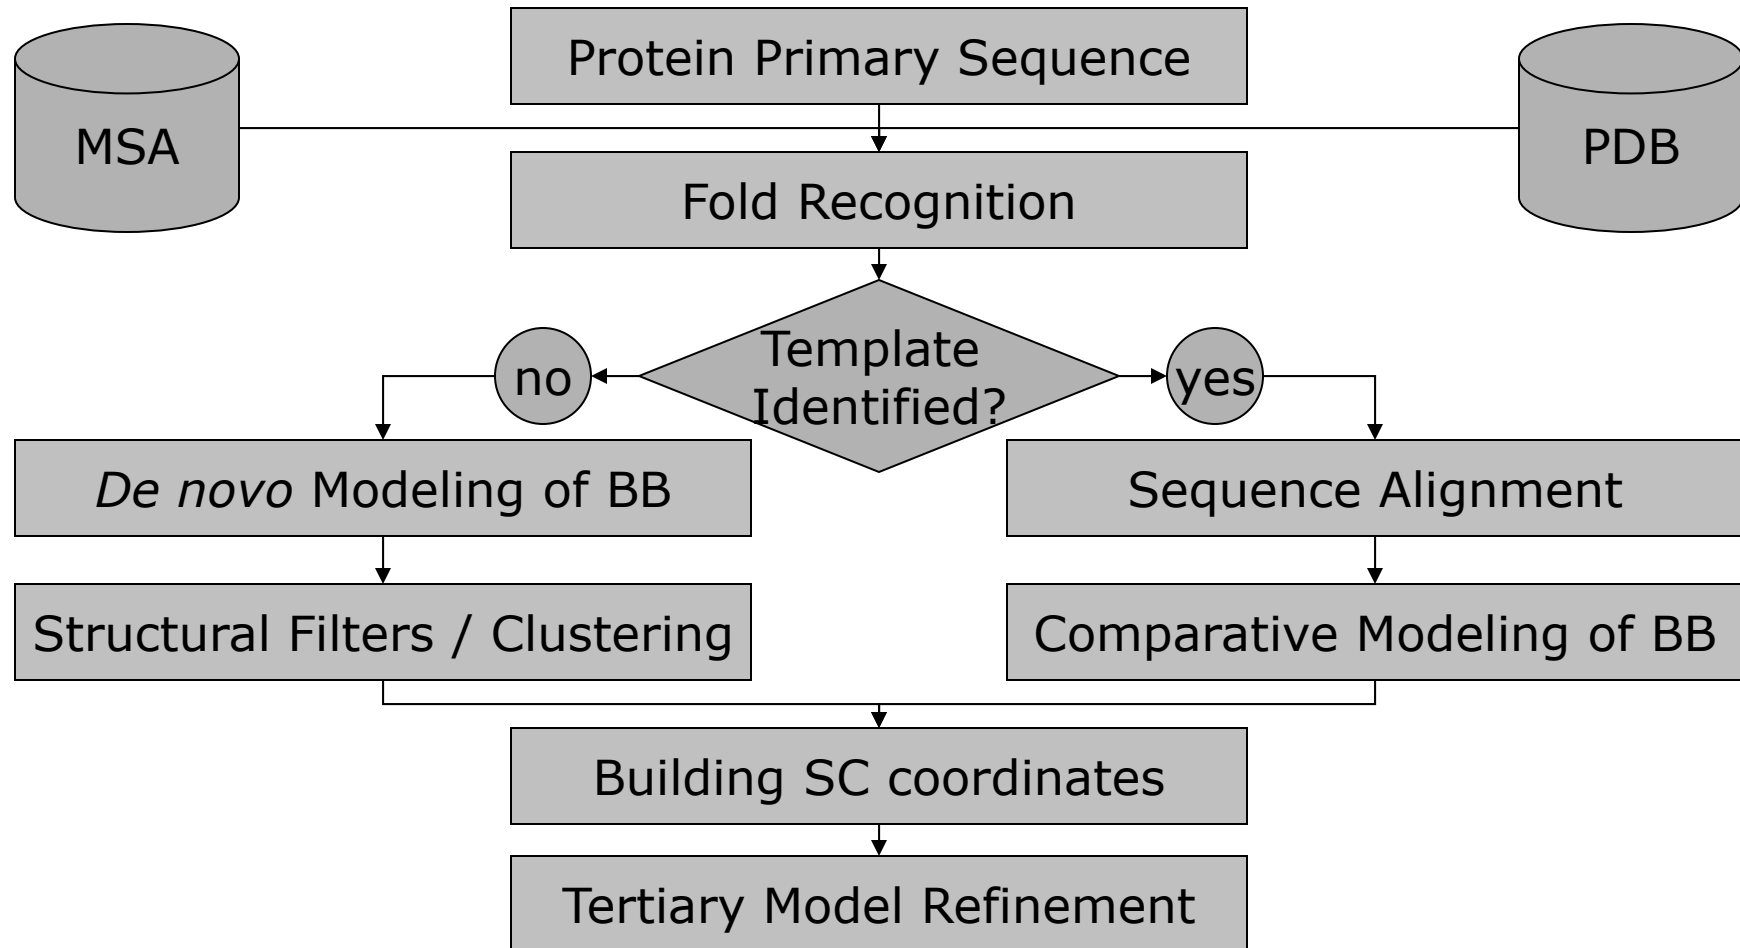 Protein Primary Sequence
MSA
PDB
Fold Recognition
Template
Identified?
no
yes
De novo Modeling of BB
Sequence Alignment
Structural Filters / Clustering
Comparative Modeling of BB
Building SC coordinates
Tertiary Model Refinement